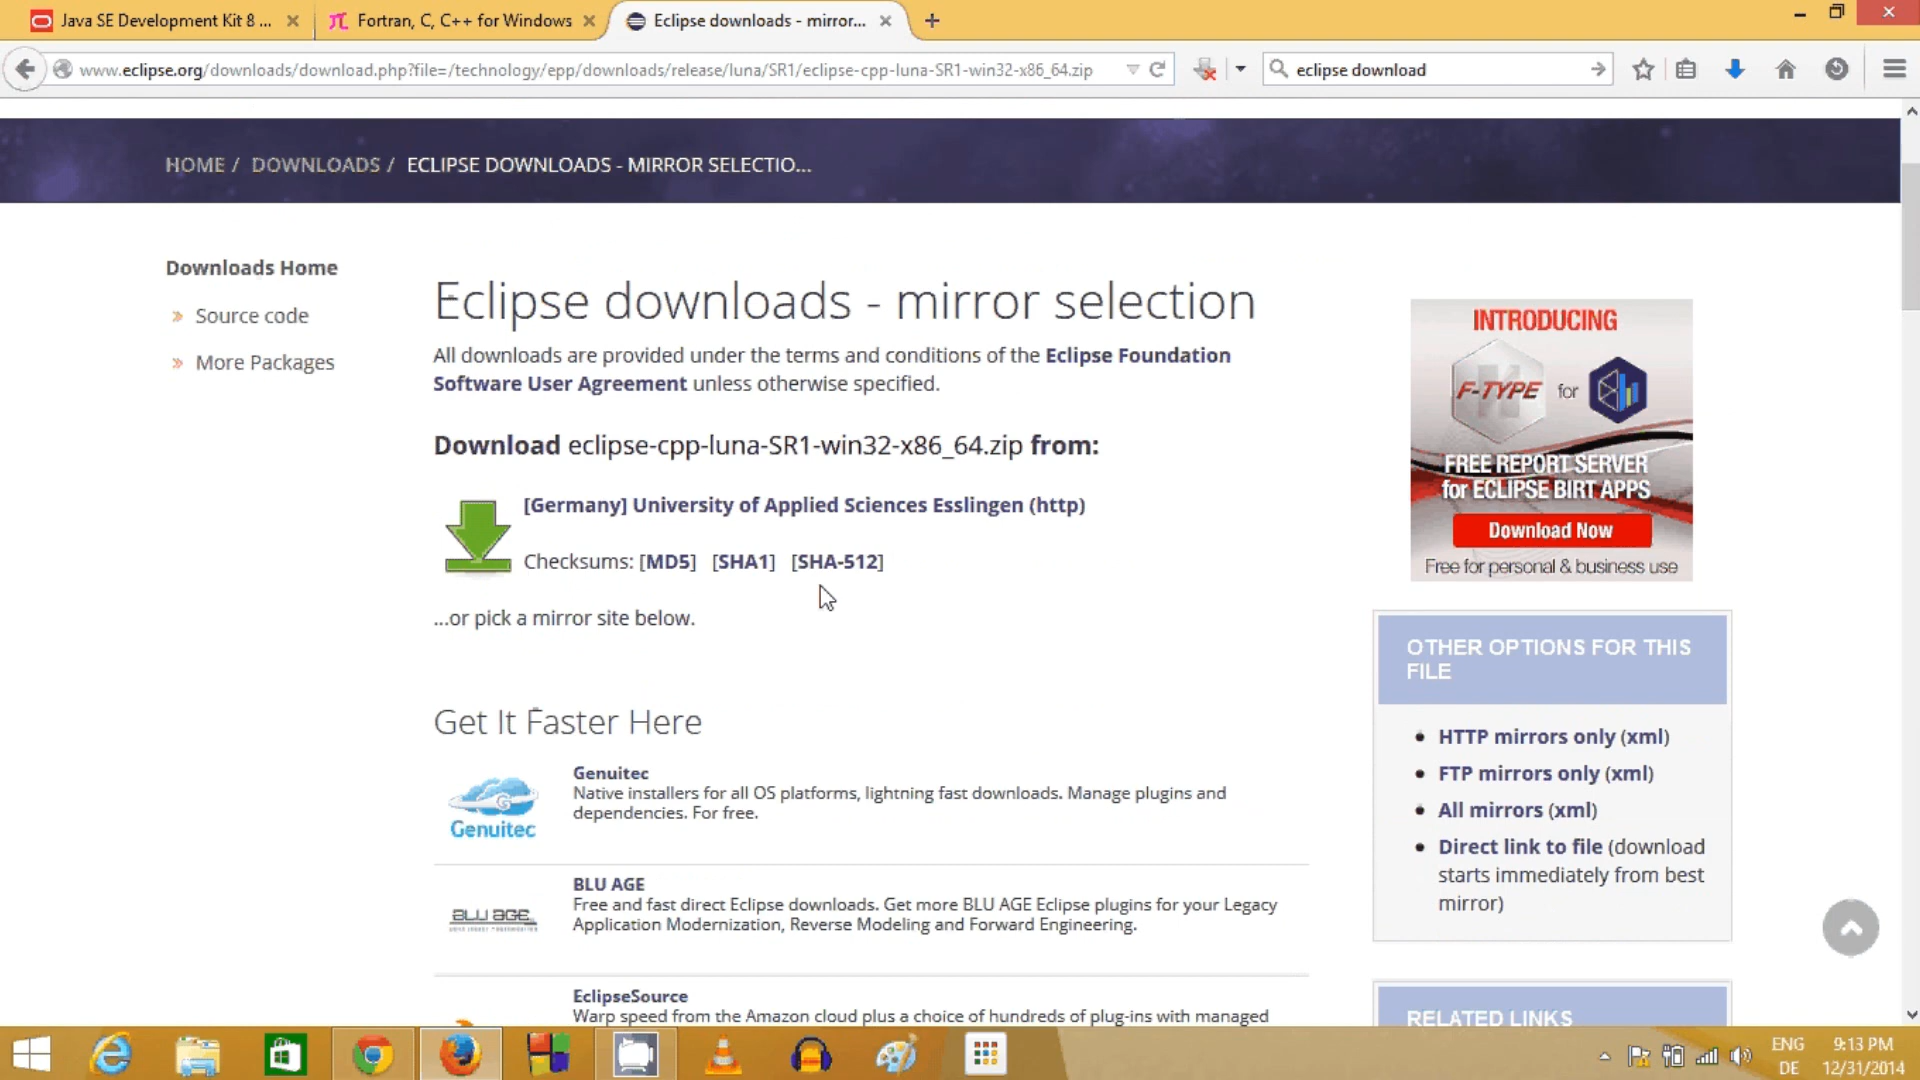 Java SE Development Kit 8 ...
Fortran, C, C++ for Windows
Eclipse downloads - mirror...
www.eclipse.org/downloads/download.php?file=/technology/epp/downloads/release/luna/SR1/eclipse-cpp-luna-SR1-win32-x86_64.zip
eclipse download
HOME / DOWNLOADS / ECLIPSE DOWNLOADS - MIRROR SELECTIO...
Downloads Home
» Source code
» More Packages
Eclipse downloads - mirror selection
All downloads are provided under the terms and conditions of the Eclipse Foundation
Software User Agreement unless otherwise specified.
Download eclipse-cpp-luna-SR1-win32-x86_64.zip from:
[Germany] University of Applied Sciences Esslingen (http)
Checksums: [MD5] [SHA1] [SHA-512]
...or pick a mirror site below.
Get It Faster Here
Genuitec
Genuitec
Native installers for all OS platforms, lightning fast downloads. Manage plugins and
dependencies. For free.
BLU AGE
BLU AGE
Free and fast direct Eclipse downloads. Get more BLU AGE Eclipse plugins for your Legacy
Application Modernization, Reverse Modeling and Forward Engineering.
EclipseSource
Warp speed from the Amazon cloud plus a choice of hundreds of plug-ins with managed
INTRODUCING
F-TYPE for
FREE REPORT SERVER
for ECLIPSE BIRT APPS
Download Now
Free for personal & business use
OTHER OPTIONS FOR THIS
FILE
• HTTP mirrors only (xml)
• FTP mirrors only (xml)
• All mirrors (xml)
• Direct link to file (download
starts immediately from best
mirror)
RELATED LINKS
ENG
DE
9:13 PM
12/31/2014